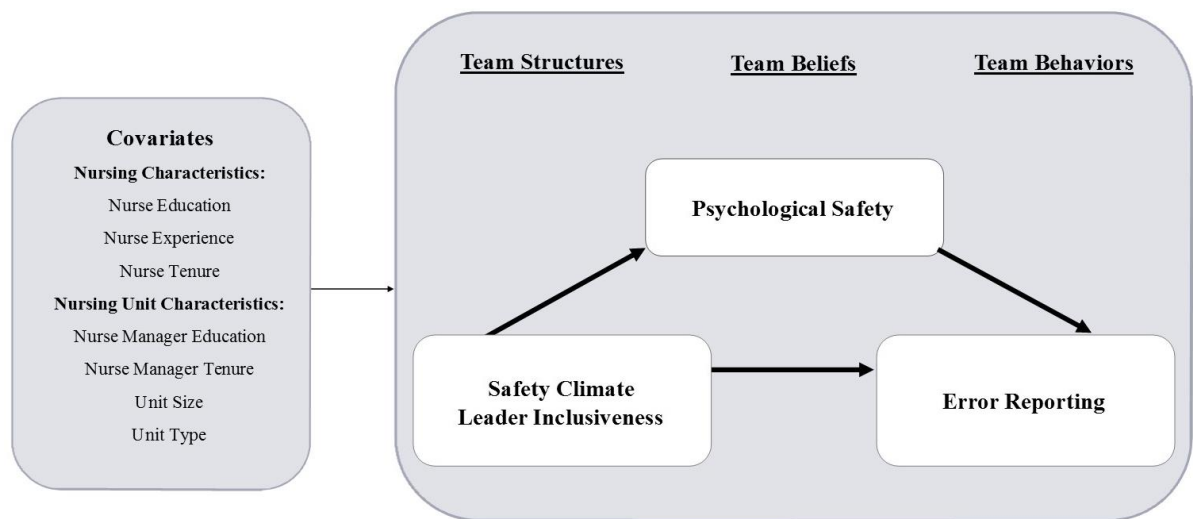 Covariates
Nursing Characteristics:
Nurse Education
Nurse Experience
Nurse Tenure
Nursing Unit Characteristics:
Nurse Manager Education
Nurse Manager Tenure
Unit Size
Unit Type
Team Structures
Team Beliefs
Team Behaviors
Psychological Safety
Safety Climate
Leader Inclusiveness
Error Reporting